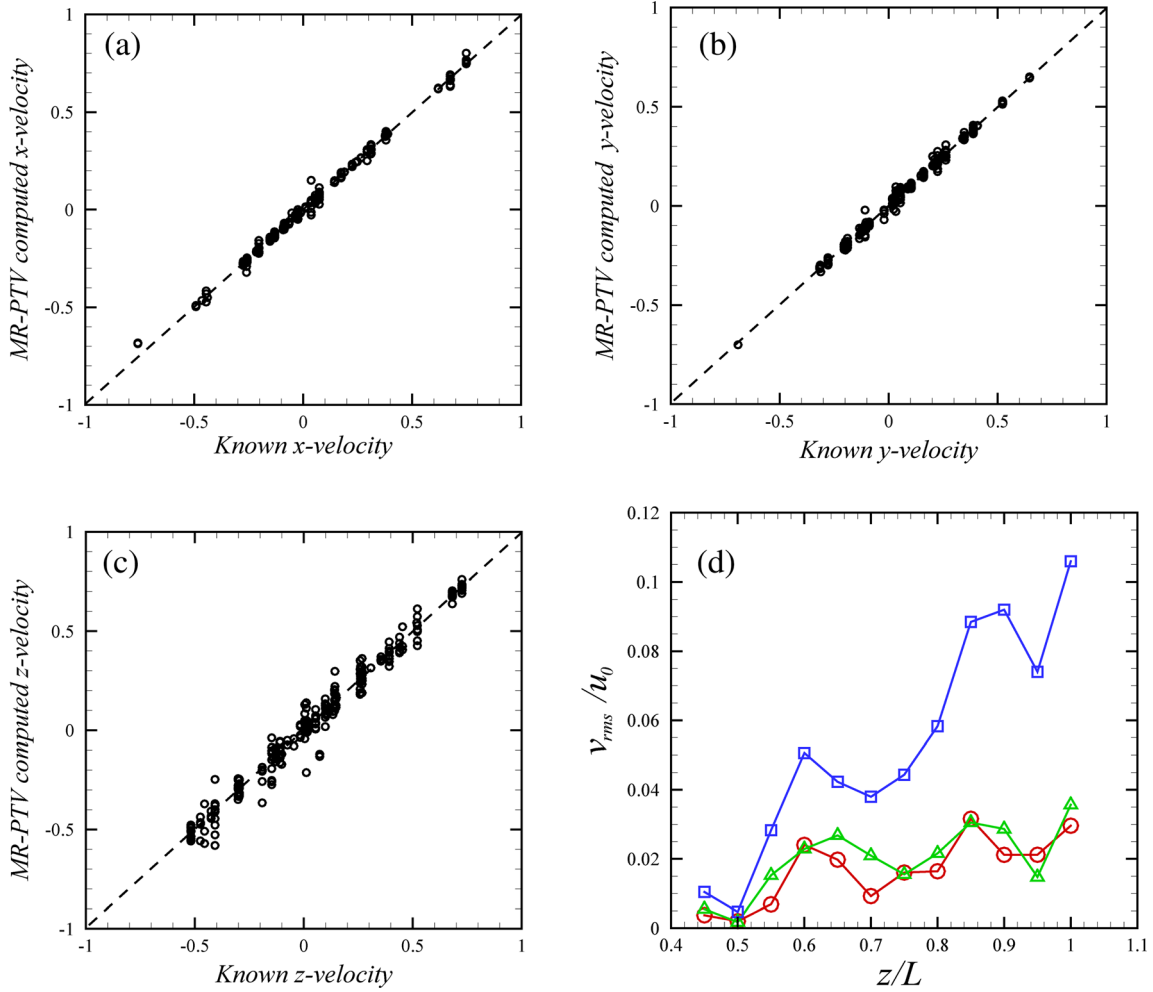 (a)
MR-PTV computed x-velocity
1
0.5
0
-0.5
-1
-1 -0.5 0 0.5 1
Known x-velocity
(b)
MR-PTV computed y-velocity
1
0.5
0
-0.5
-1
-1 -0.5 0 0.5 1
Known y-velocity
(c)
MR-PTV computed z-velocity
1
0.5
0
-0.5
-1
-1 -0.5 0 0.5 1
Known z-velocity
(d)
v_rms /u_0
0.12
0.1
0.08
0.06
0.04
0.02
0
0.4 0.5 0.6 0.7 0.8 0.9 1 1.1
z/L